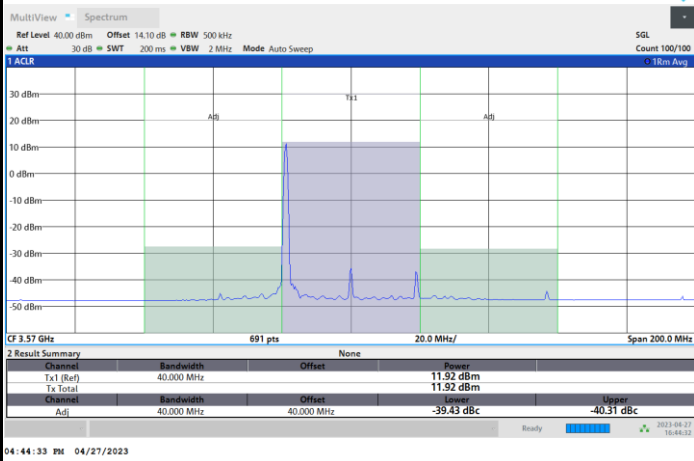 MultiView Spectrum
Ref Level 40.00 dBm Offset 14.10 dB RBW 500 kHz SGL
Att 30 dB SWT 200 ms VBW 2 MHz Mode Auto Sweep Count 100/100
1 ACLR 1Rm Avg
30 dBm
Tx1
20 dBm
Adj Adj
10 dBm
0 dBm
-10 dBm
-20 dBm
-30 dBm
-40 dBm
-50 dBm
CF 3.57 GHz 691 pts 20.0 MHz/ Span 200.0 MHz
2 Result Summary None
Channel Bandwidth Offset Power
Tx1 (Ref) 40.000 MHz 11.92 dBm
Tx Total 11.92 dBm
Channel Bandwidth Offset Lower Upper
Adj 40.000 MHz 40.000 MHz -39.43 dBc -40.31 dBc
Ready 2023-04-27
16:44:32
04:44:33 PM 04/27/2023